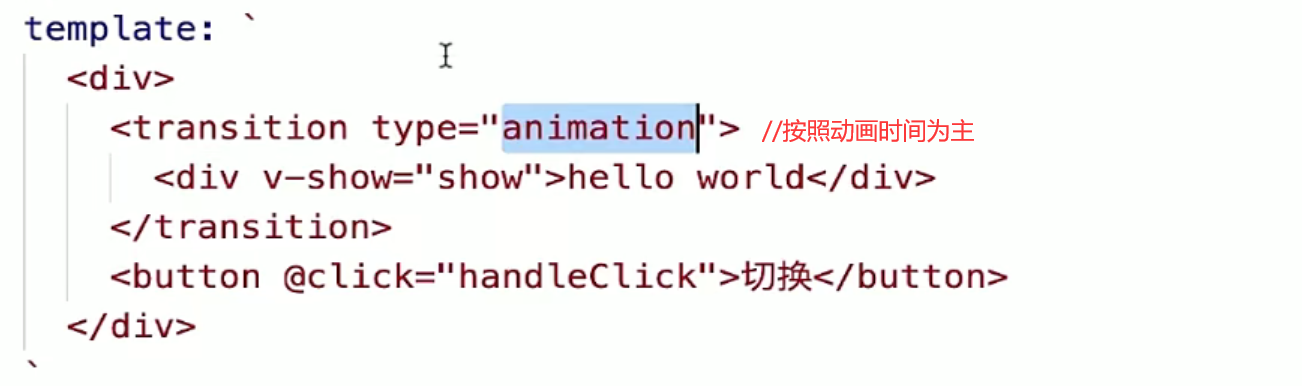 template: `
<div>
<transition type="animation"> //按照动画时间为主
<div v-show="show">hello world</div>
</transition>
<button @click="handleClick">切换</button>
</div>
`